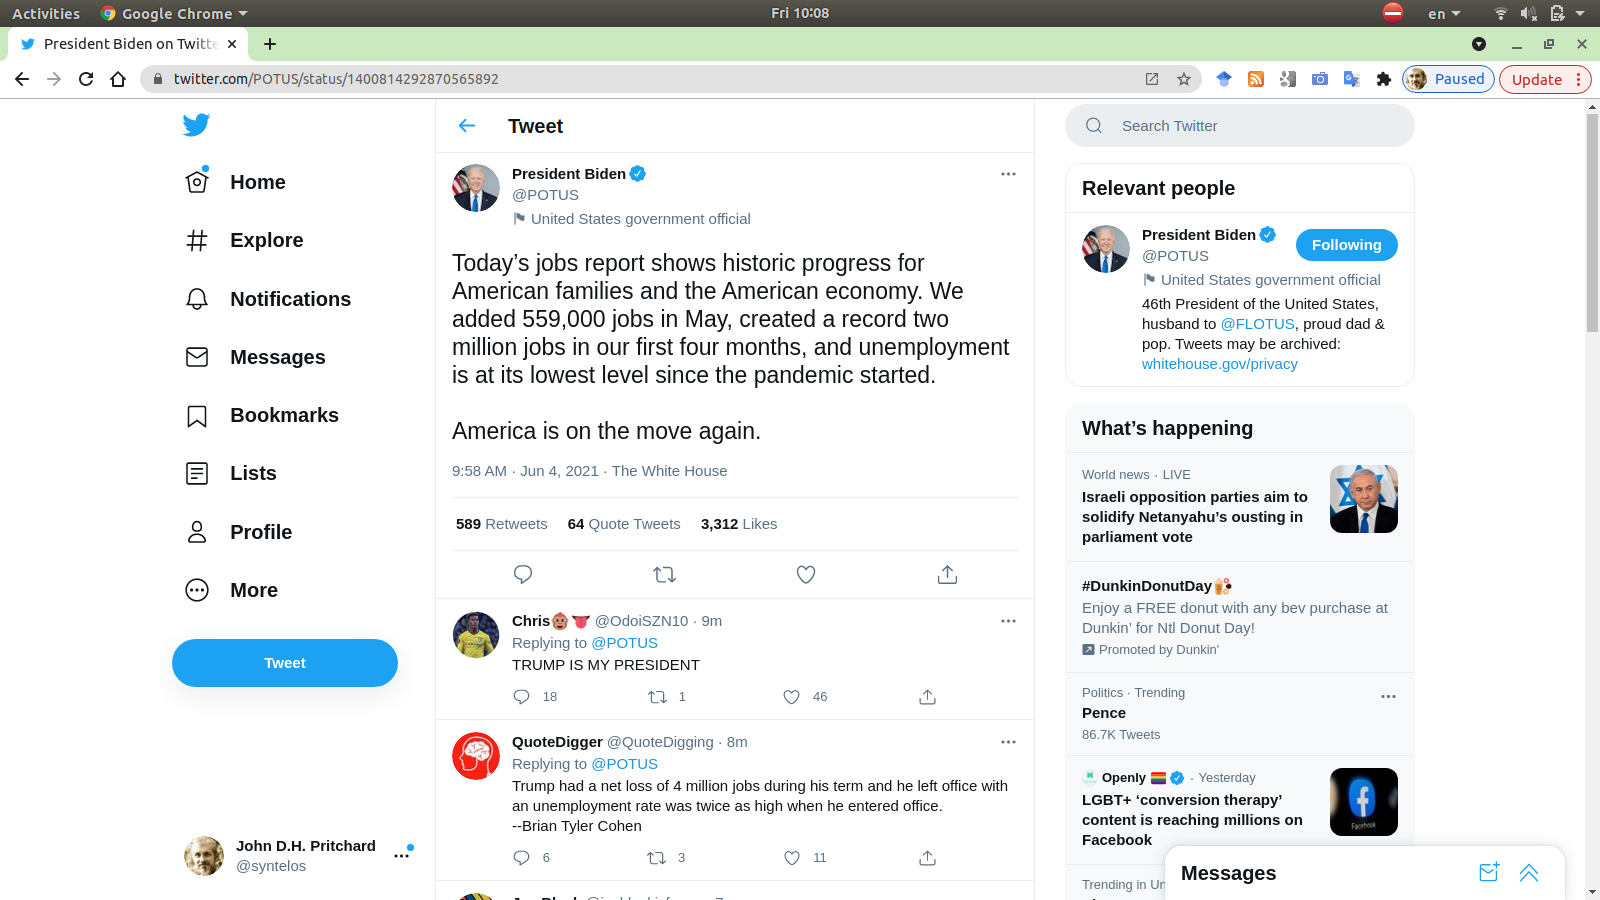 Activities
Google Chrome
Fri 10:08
en
President Biden on Twitte
twitter.com/POTUS/status/1400814292870565892
Paused
Update
Home
Explore
Notifications
Messages
Bookmarks
Lists
Profile
More
Tweet
John D.H. Pritchard
@syntelos
Tweet
President Biden
@POTUS
United States government official
Today’s jobs report shows historic progress for
American families and the American economy. We
added 559,000 jobs in May, created a record two
million jobs in our first four months, and unemployment
is at its lowest level since the pandemic started.
America is on the move again.
9:58 AM · Jun 4, 2021 · The White House
589 Retweets 64 Quote Tweets 3,312 Likes
Chris @OdoiSZN10 · 9m
Replying to @POTUS
TRUMP IS MY PRESIDENT
18 1 46
QuoteDigger @QuoteDigging · 8m
Replying to @POTUS
Trump had a net loss of 4 million jobs during his term and he left office with
an unemployment rate was twice as high when he entered office.
--Brian Tyler Cohen
6 3 11
Search Twitter
Relevant people
President Biden
Following
@POTUS
United States government official
46th President of the United States,
husband to @FLOTUS, proud dad &
pop. Tweets may be archived:
whitehouse.gov/privacy
What’s happening
World news · LIVE
Israeli opposition parties aim to
solidify Netanyahu’s ousting in
parliament vote
#DunkinDonutDay
Enjoy a FREE donut with any bev purchase at
Dunkin’ for Ntl Donut Day!
Promoted by Dunkin'
Politics · Trending
Pence
86.7K Tweets
Openly · Yesterday
LGBT+ ‘conversion therapy’
content is reaching millions on
Facebook
Facebook
Trending in Un
Messages